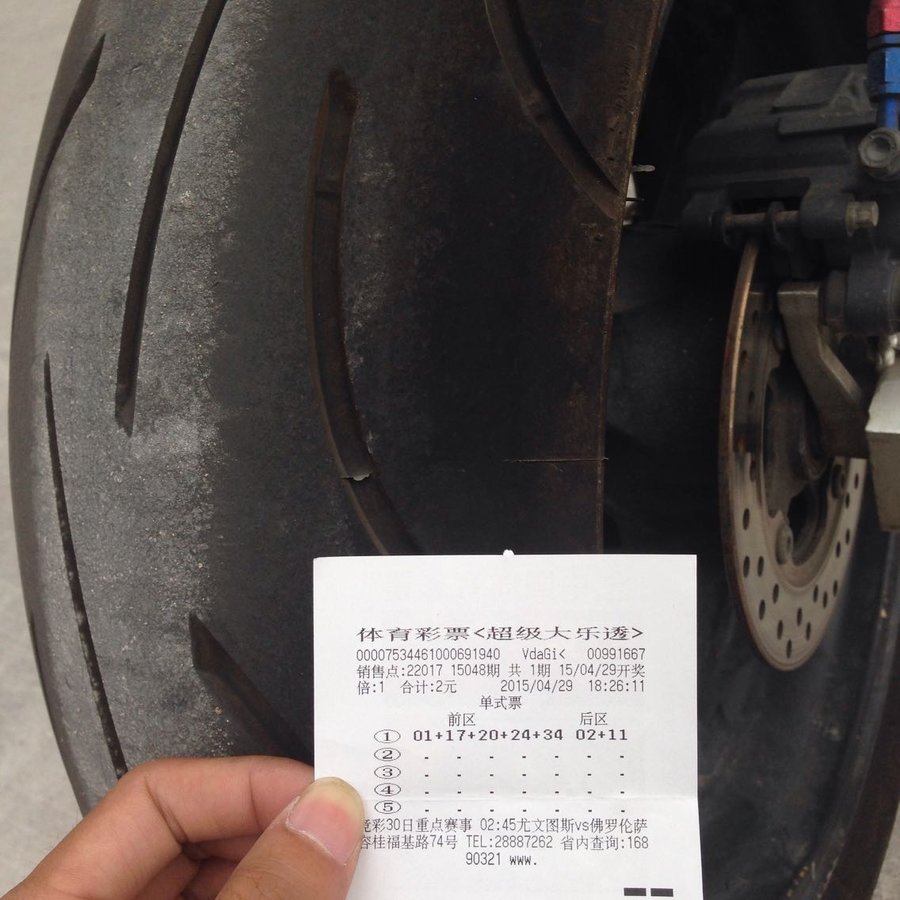 体育彩票<超级大乐透>
00007534461000691940 VdaGi< 00991667
销售点:22017 15048期 共 1期 15/04/29开奖
倍:1 合计:2元 2015/04/29 18:26:11
单式票
前区 后区
① 01+17+20+24+34 02+11
② - - - - - - -
③ - - - - - - -
④ - - - - - - -
⑤ - - - - - - -
竞彩30日重点赛事 02:45尤文图斯vs佛罗伦萨
容桂福基路74号 TEL:28887262 省内查询:168
90321 www.